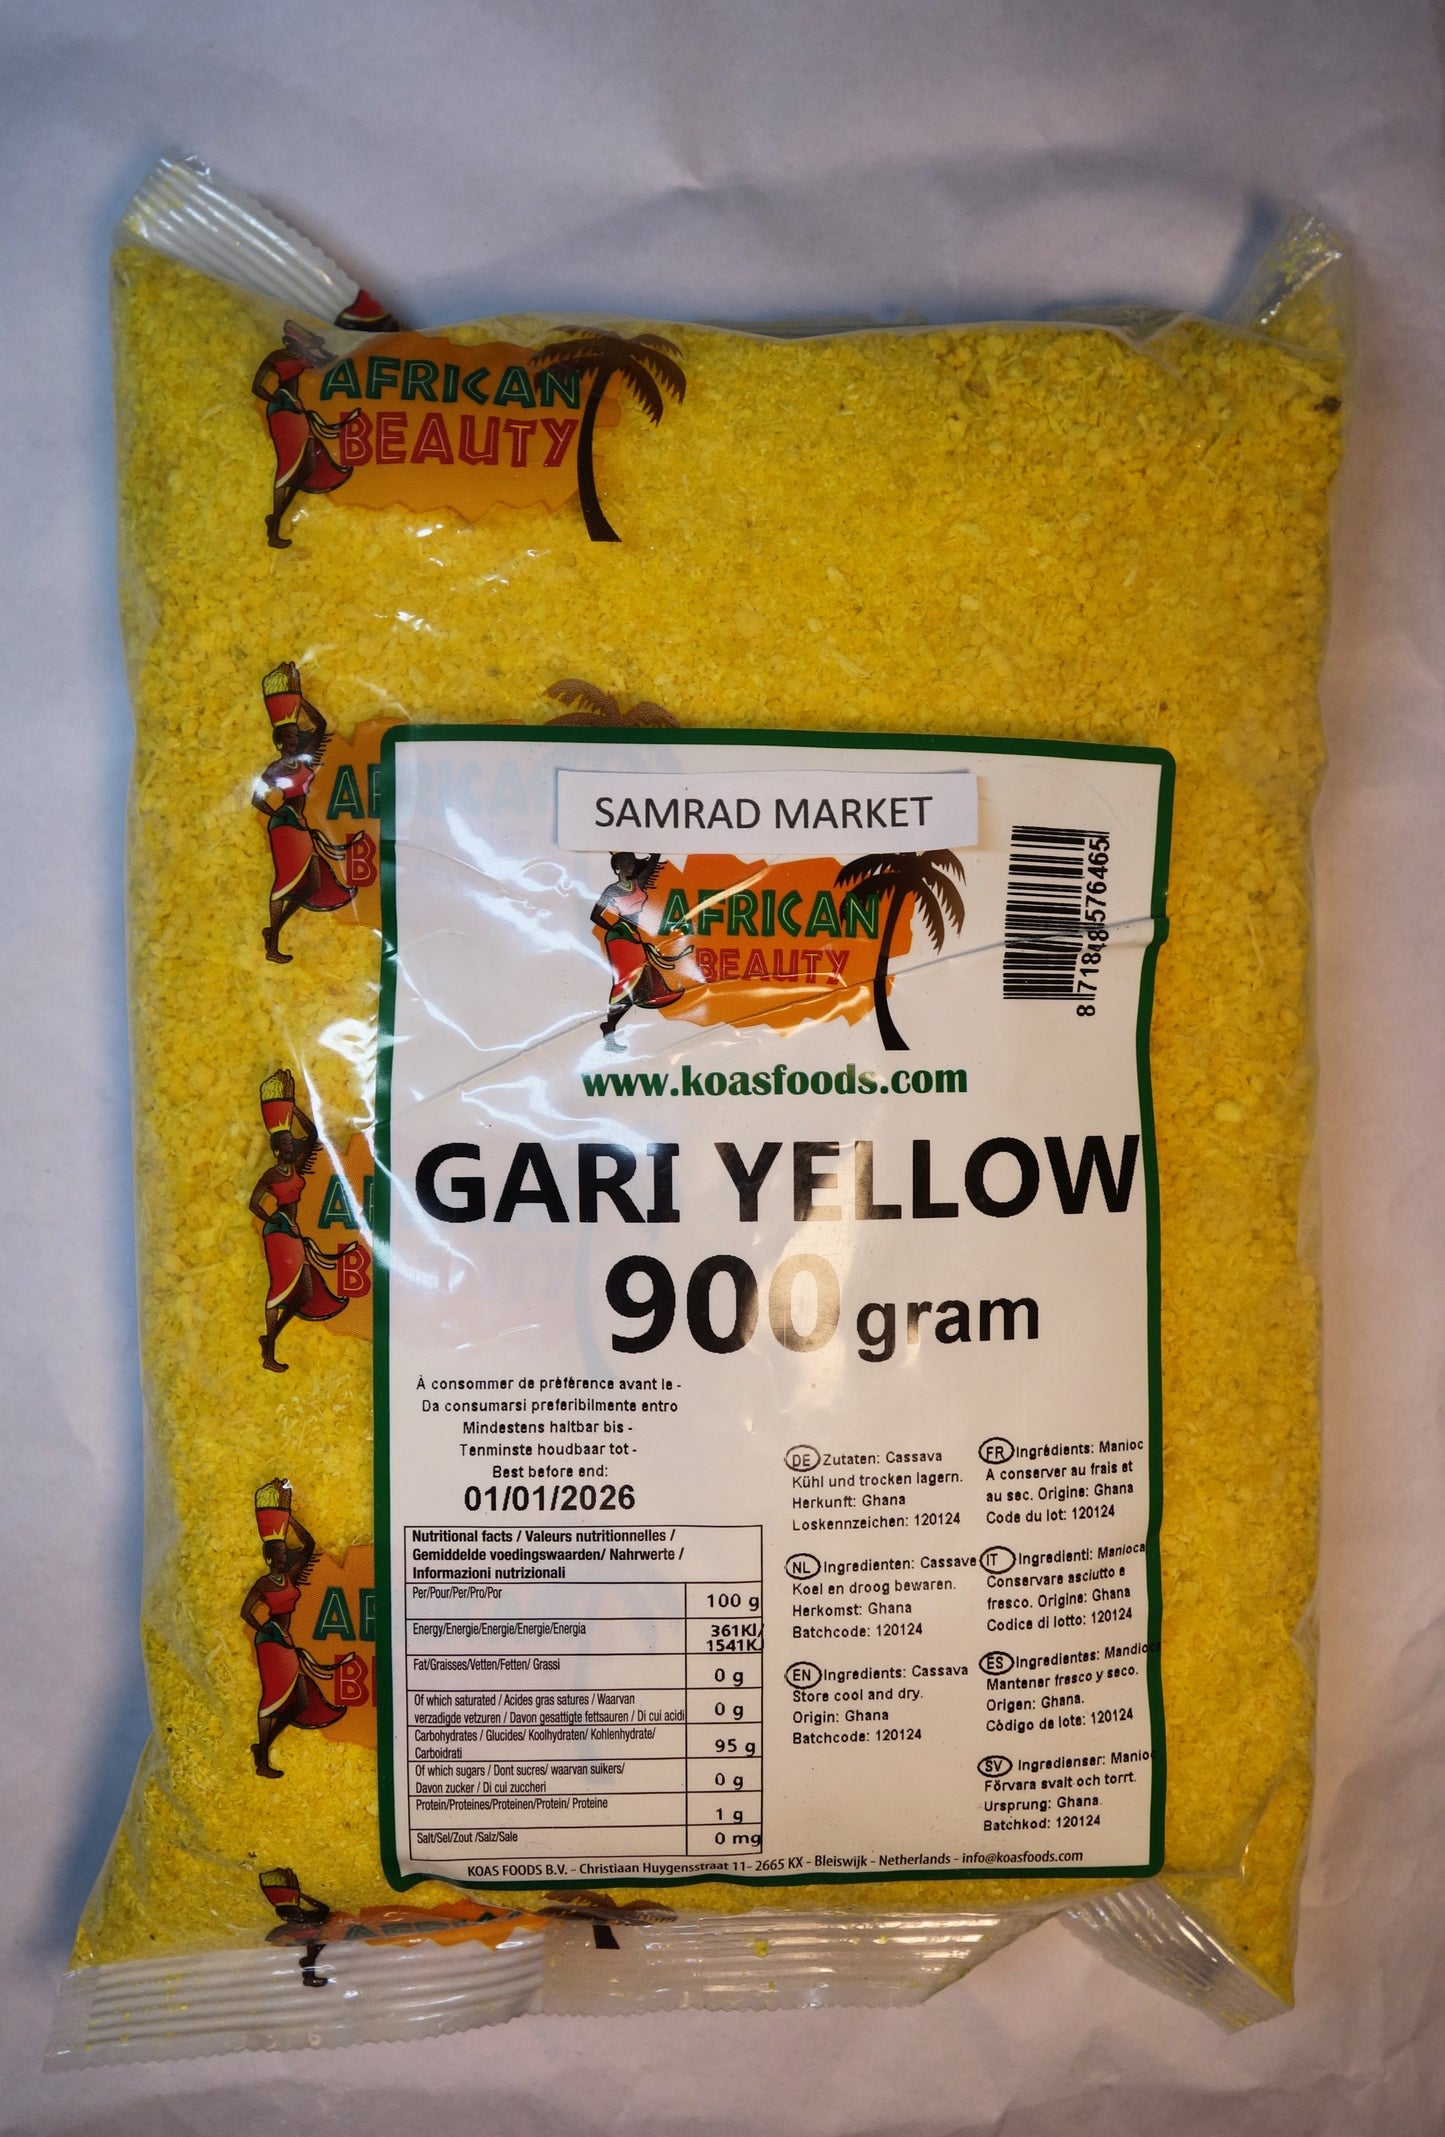 AFRICAN
BEAUTY
SAMRAD MARKET
AFRICAN
BEAUTY
8 718485 76465
www.koasfoods.com
GARI YELLOW
900 gram
À consommer de préférence avant le -
Da consumarsi preferibilmente entro
Mindestens haltbar bis -
Tenminste houdbaar tot -
Best before end:
01/01/2026
Nutritional facts / Valeurs nutritionnelles /
Gemiddelde voedingswaarden/ Nahrwerte /
Informazioni nutrizionali
Per/Pour/Per/Pro/Por 100 g
Energy/Energie/Energie/Energie/Energia 361Kl/
1541KJ
Fat/Graisses/Vetten/Fetten/ Grassi 0 g
Of which saturated / Acides gras satures / Waarvan
verzadigde vetzuren / Davon gesattigte fettsauren / Di cui acidi 0 g
Carbohydrates / Glucides/ Koolhydraten/ Kohlenhydrate/
Carboidrati 95 g
Of which sugars / Dont sucres/ waarvan suikers/
Davon zucker / Di cui zuccheri 0 g
Protein/Proteines/Proteinen/Protein/ Proteine 1 g
Salt/Sel/Zout /Salz/Sale 0 mg
DE Zutaten: Cassava
Kühl und trocken lagern.
Herkunft: Ghana
Loskennzeichen: 120124
NL Ingredienten: Cassave
Koel en droog bewaren.
Herkomst: Ghana
Batchcode: 120124
EN Ingredients: Cassava
Store cool and dry.
Origin: Ghana
Batchcode: 120124
FR Ingrédients: Manioc
A conserver au frais et
au sec. Origine: Ghana
Code du lot: 120124
IT Ingredienti: Manioca
Conservare asciutto e
fresco. Origine: Ghana
Codice di lotto: 120124
ES Ingredientes: Mandioc
Mantener fresco y seco.
Origen: Ghana.
Código de lote: 120124
SV Ingredienser: Manioc
Förvara svalt och torrt.
Ursprung: Ghana.
Batchkod: 120124
KOAS FOODS B.V. - Christiaan Huygensstraat 11- 2665 KX - Bleiswijk - Netherlands - info@koasfoods.com